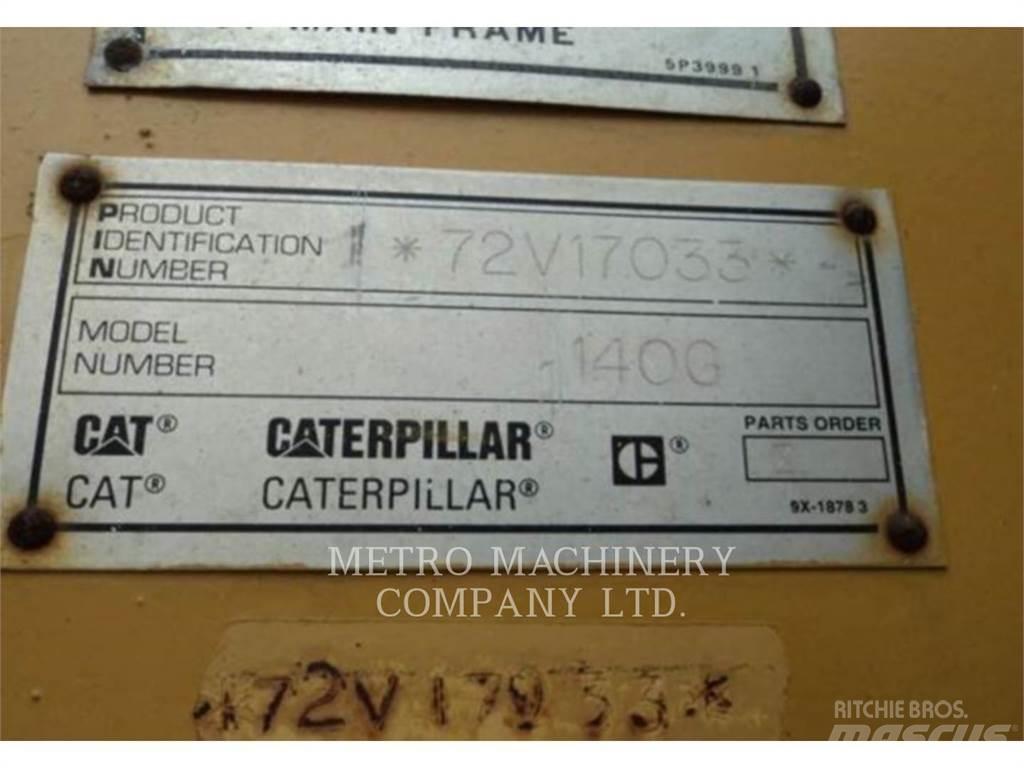 MAIN FRAME
5P3999 1
PRODUCT
IDENTIFICATION
NUMBER
1*72V17033*-
MODEL
NUMBER
140G
CAT® CATERPILLAR® C®
CAT® CATERPILLAR®
PARTS ORDER
9X-1878 3
METRO MACHINERY
COMPANY LTD.
*72V17033*
RITCHIE BROS.
MASCUS